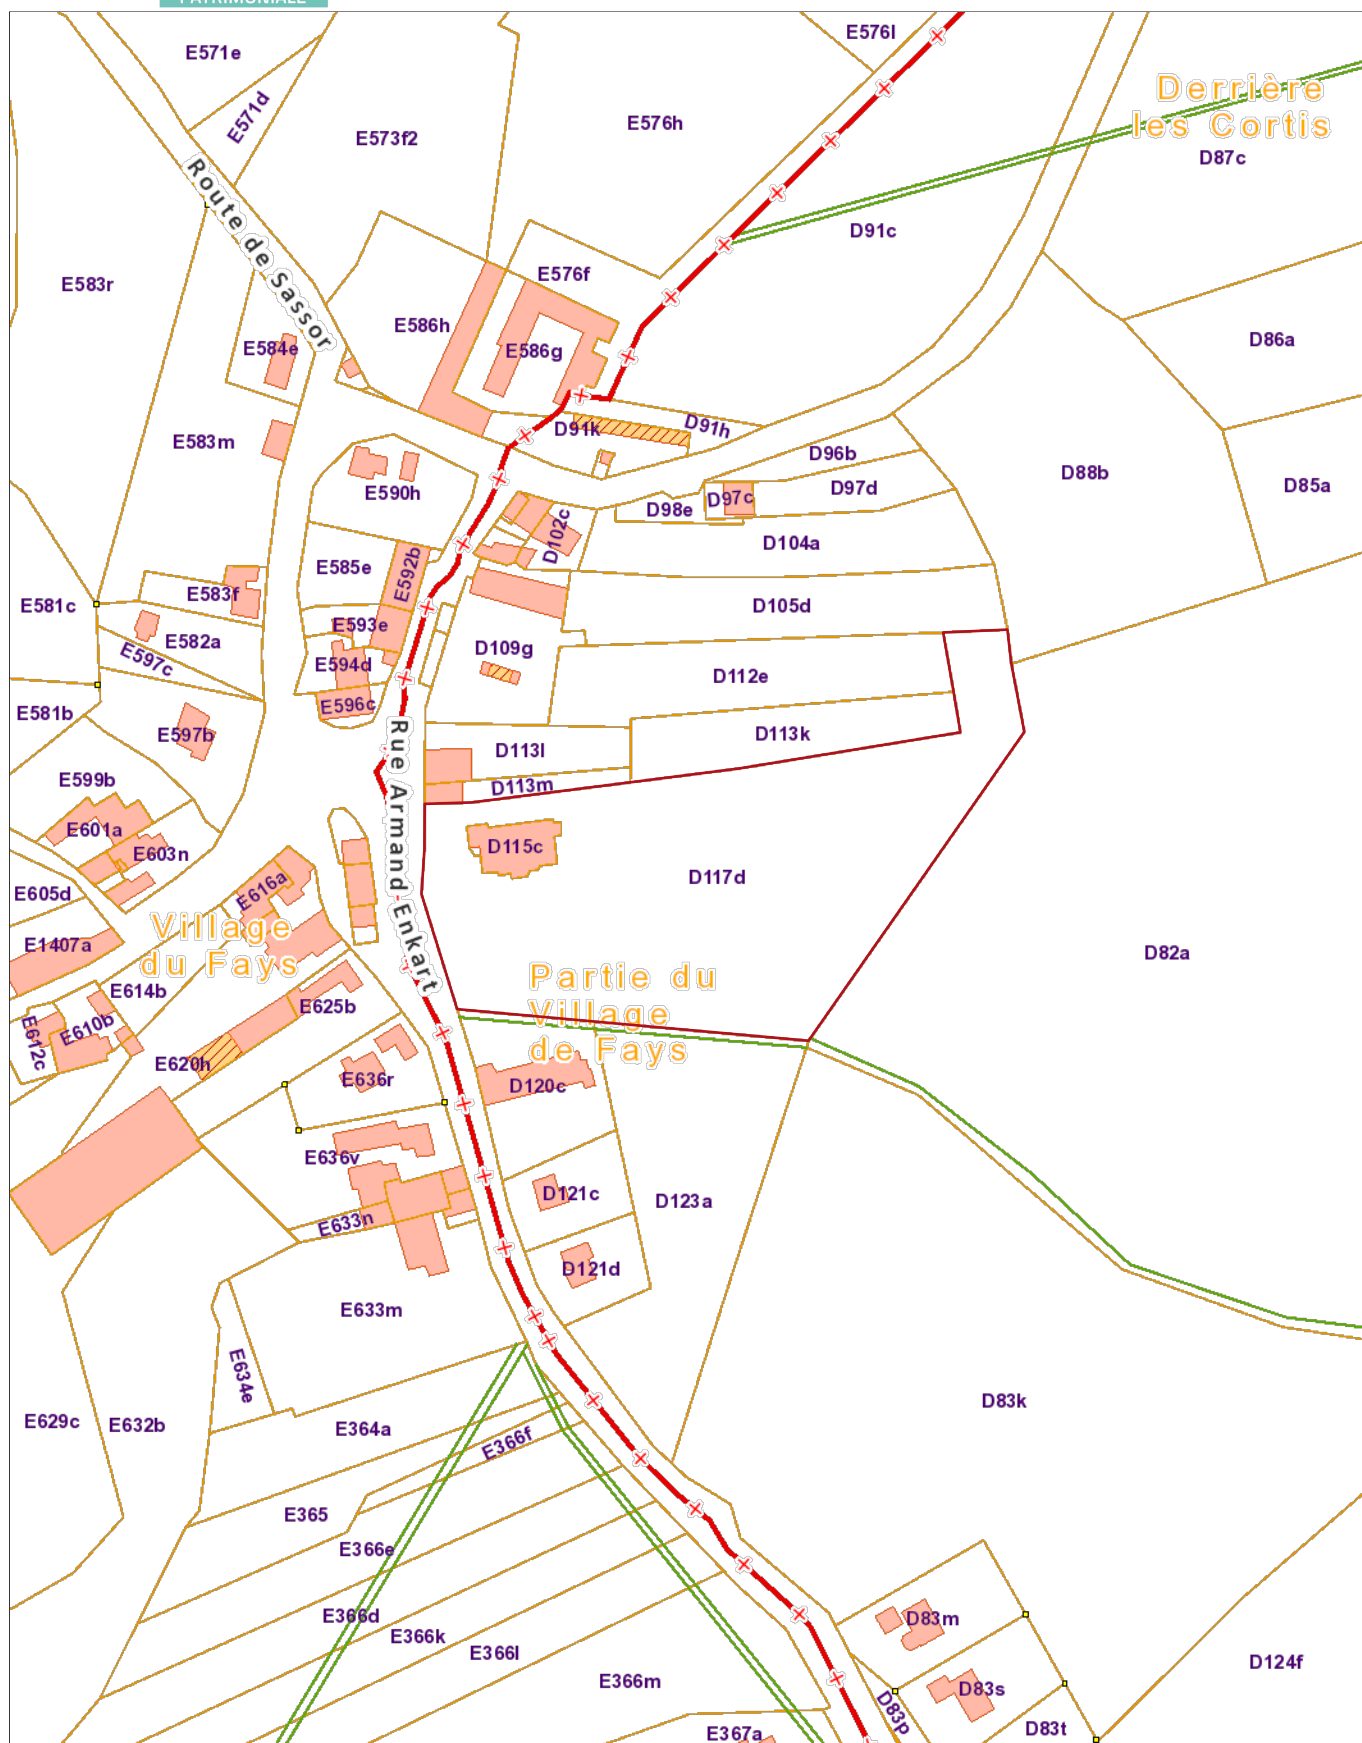 PATRIMONIALE
E571e
E576l
Derrière
les Cortis
E571d
E573f2
E576h
D87c
Route de Sassor
D91c
E583r
E576f
E586h
E584e
E586g
D86a
E583m
D91k
D91h
D96b
D88b
D85a
E590h
D97c
D97d
D98e
D102c
D104a
E585e
E592b
E581c
E583f
D105d
E593e
E582a
E597c
D109g
E594d
D112e
E596c
E581b
E597b
D113k
D113l
E599b
D113m
Rue Armand Enkart
E601a
E603n
D115c
D117d
E605d
E616a
Village
du Fays
E1407a
D82a
Partie du
Village
de Fays
E614b
E625b
E612c
E610b
E620h
E636r
D120c
E636v
D121c
D123a
E633n
D121d
E633m
E634e
E629c
E632b
E364a
E366f
D83k
E365
E366e
E366d
E366k
E366l
E366m
D83m
D124f
D83s
D83p
D83t
E367a